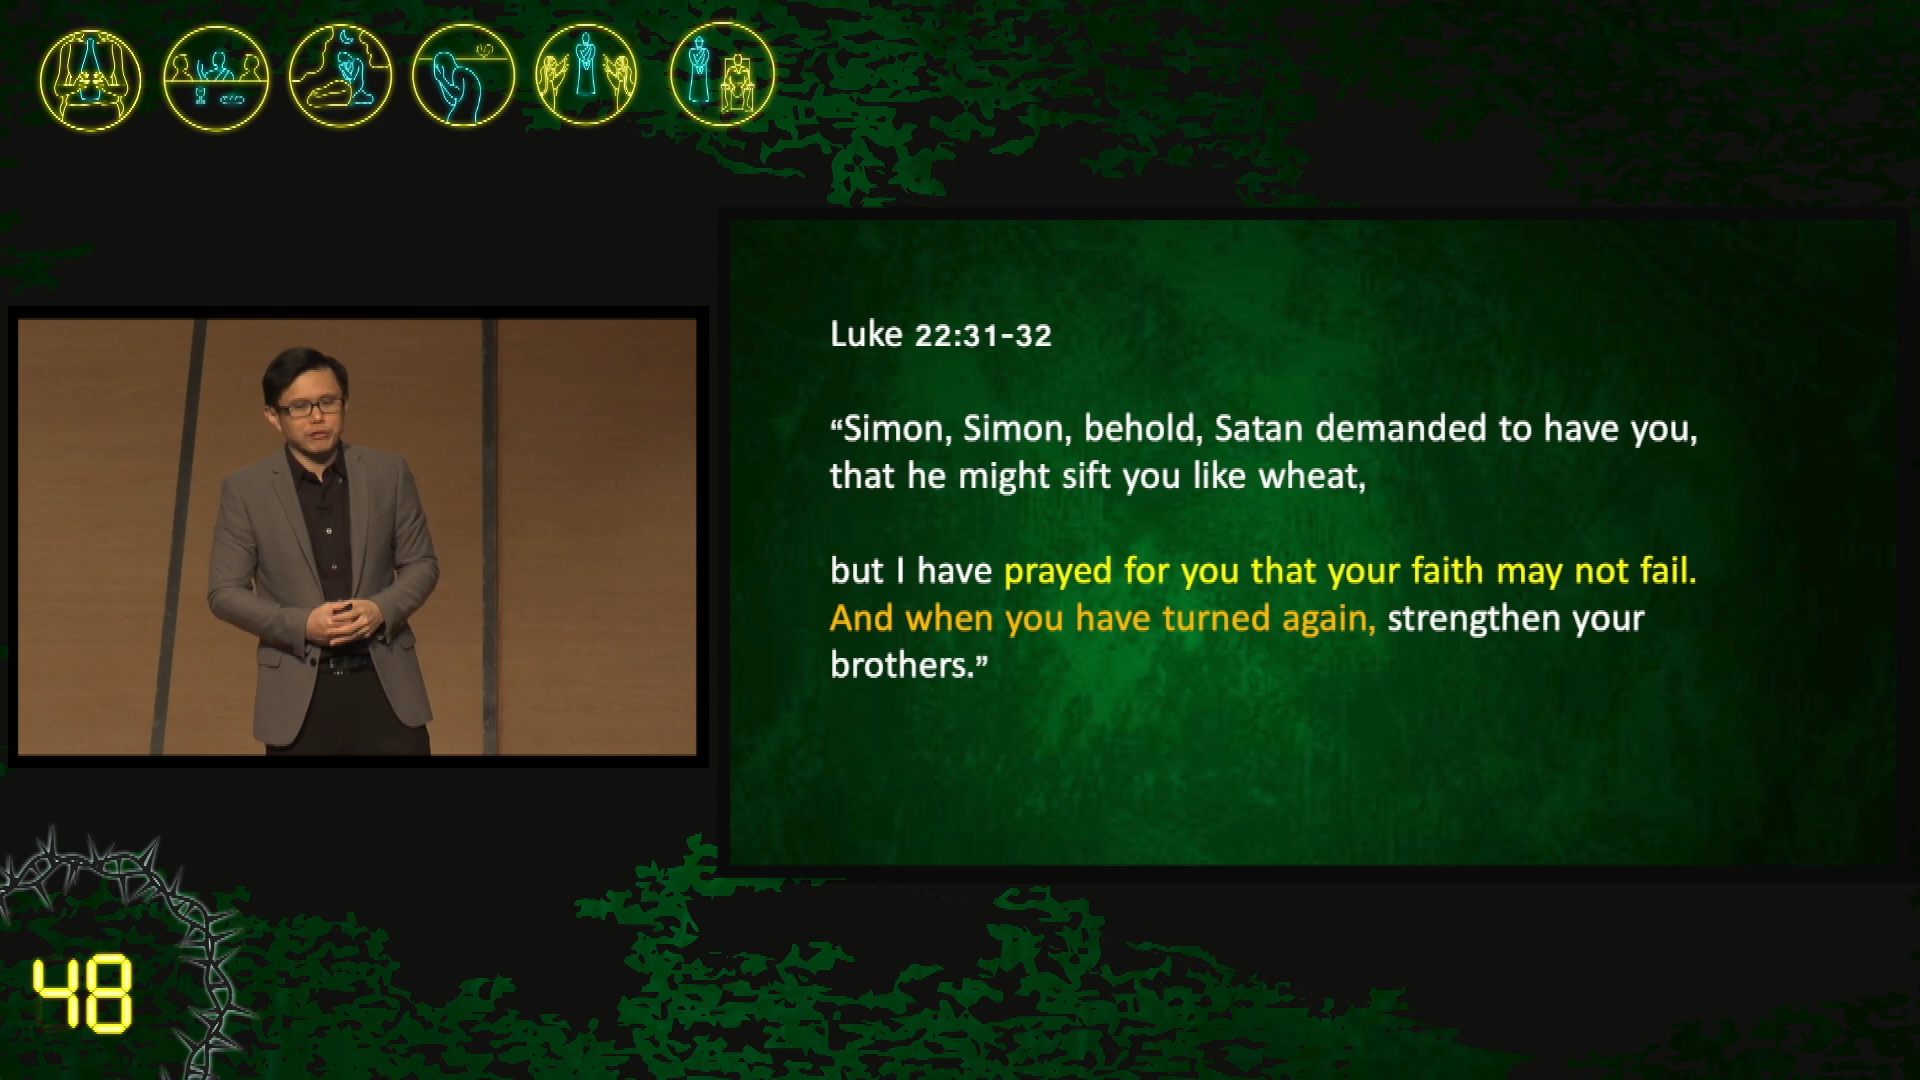 Luke 22:31-32
“Simon, Simon, behold, Satan demanded to have you,
that he might sift you like wheat,
but I have prayed for you that your faith may not fail.
And when you have turned again, strengthen your
brothers.”
48